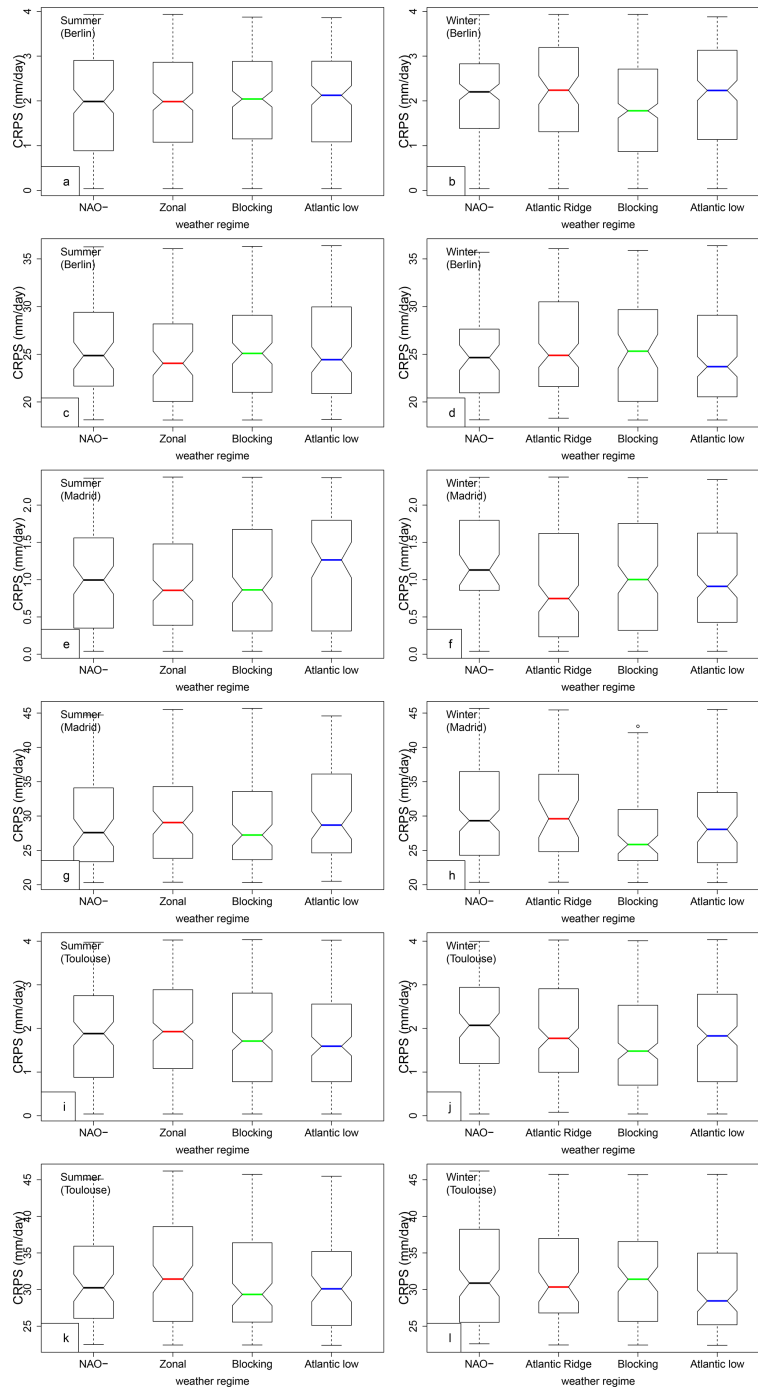 Summer
(Berlin)
CRPS (mm/day)
4
3
2
1
0
a
NAO− Zonal Blocking Atlantic low
weather regime
Winter
(Berlin)
CRPS (mm/day)
4
3
2
1
0
b
NAO− Atlantic Ridge Blocking Atlantic low
weather regime
Summer
(Berlin)
CRPS (mm/day)
35
30
25
20
c
NAO− Zonal Blocking Atlantic low
weather regime
Winter
(Berlin)
CRPS (mm/day)
35
30
25
20
d
NAO− Atlantic Ridge Blocking Atlantic low
weather regime
Summer
(Madrid)
CRPS (mm/day)
2.0
1.5
1.0
0.5
0.0
e
NAO− Zonal Blocking Atlantic low
weather regime
Winter
(Madrid)
CRPS (mm/day)
2.0
1.5
1.0
0.5
0.0
f
NAO− Atlantic Ridge Blocking Atlantic low
weather regime
Summer
(Madrid)
CRPS (mm/day)
45
40
35
30
25
20
g
NAO− Zonal Blocking Atlantic low
weather regime
Winter
(Madrid)
CRPS (mm/day)
45
40
35
30
25
20
h
NAO− Atlantic Ridge Blocking Atlantic low
weather regime
Summer
(Toulouse)
CRPS (mm/day)
4
3
2
1
0
i
NAO− Zonal Blocking Atlantic low
weather regime
Winter
(Toulouse)
CRPS (mm/day)
4
3
2
1
0
j
NAO− Atlantic Ridge Blocking Atlantic low
weather regime
Summer
(Toulouse)
CRPS (mm/day)
45
35
30
25
k
NAO− Zonal Blocking Atlantic low
weather regime
Winter
(Toulouse)
CRPS (mm/day)
45
35
30
25
l
NAO− Atlantic Ridge Blocking Atlantic low
weather regime